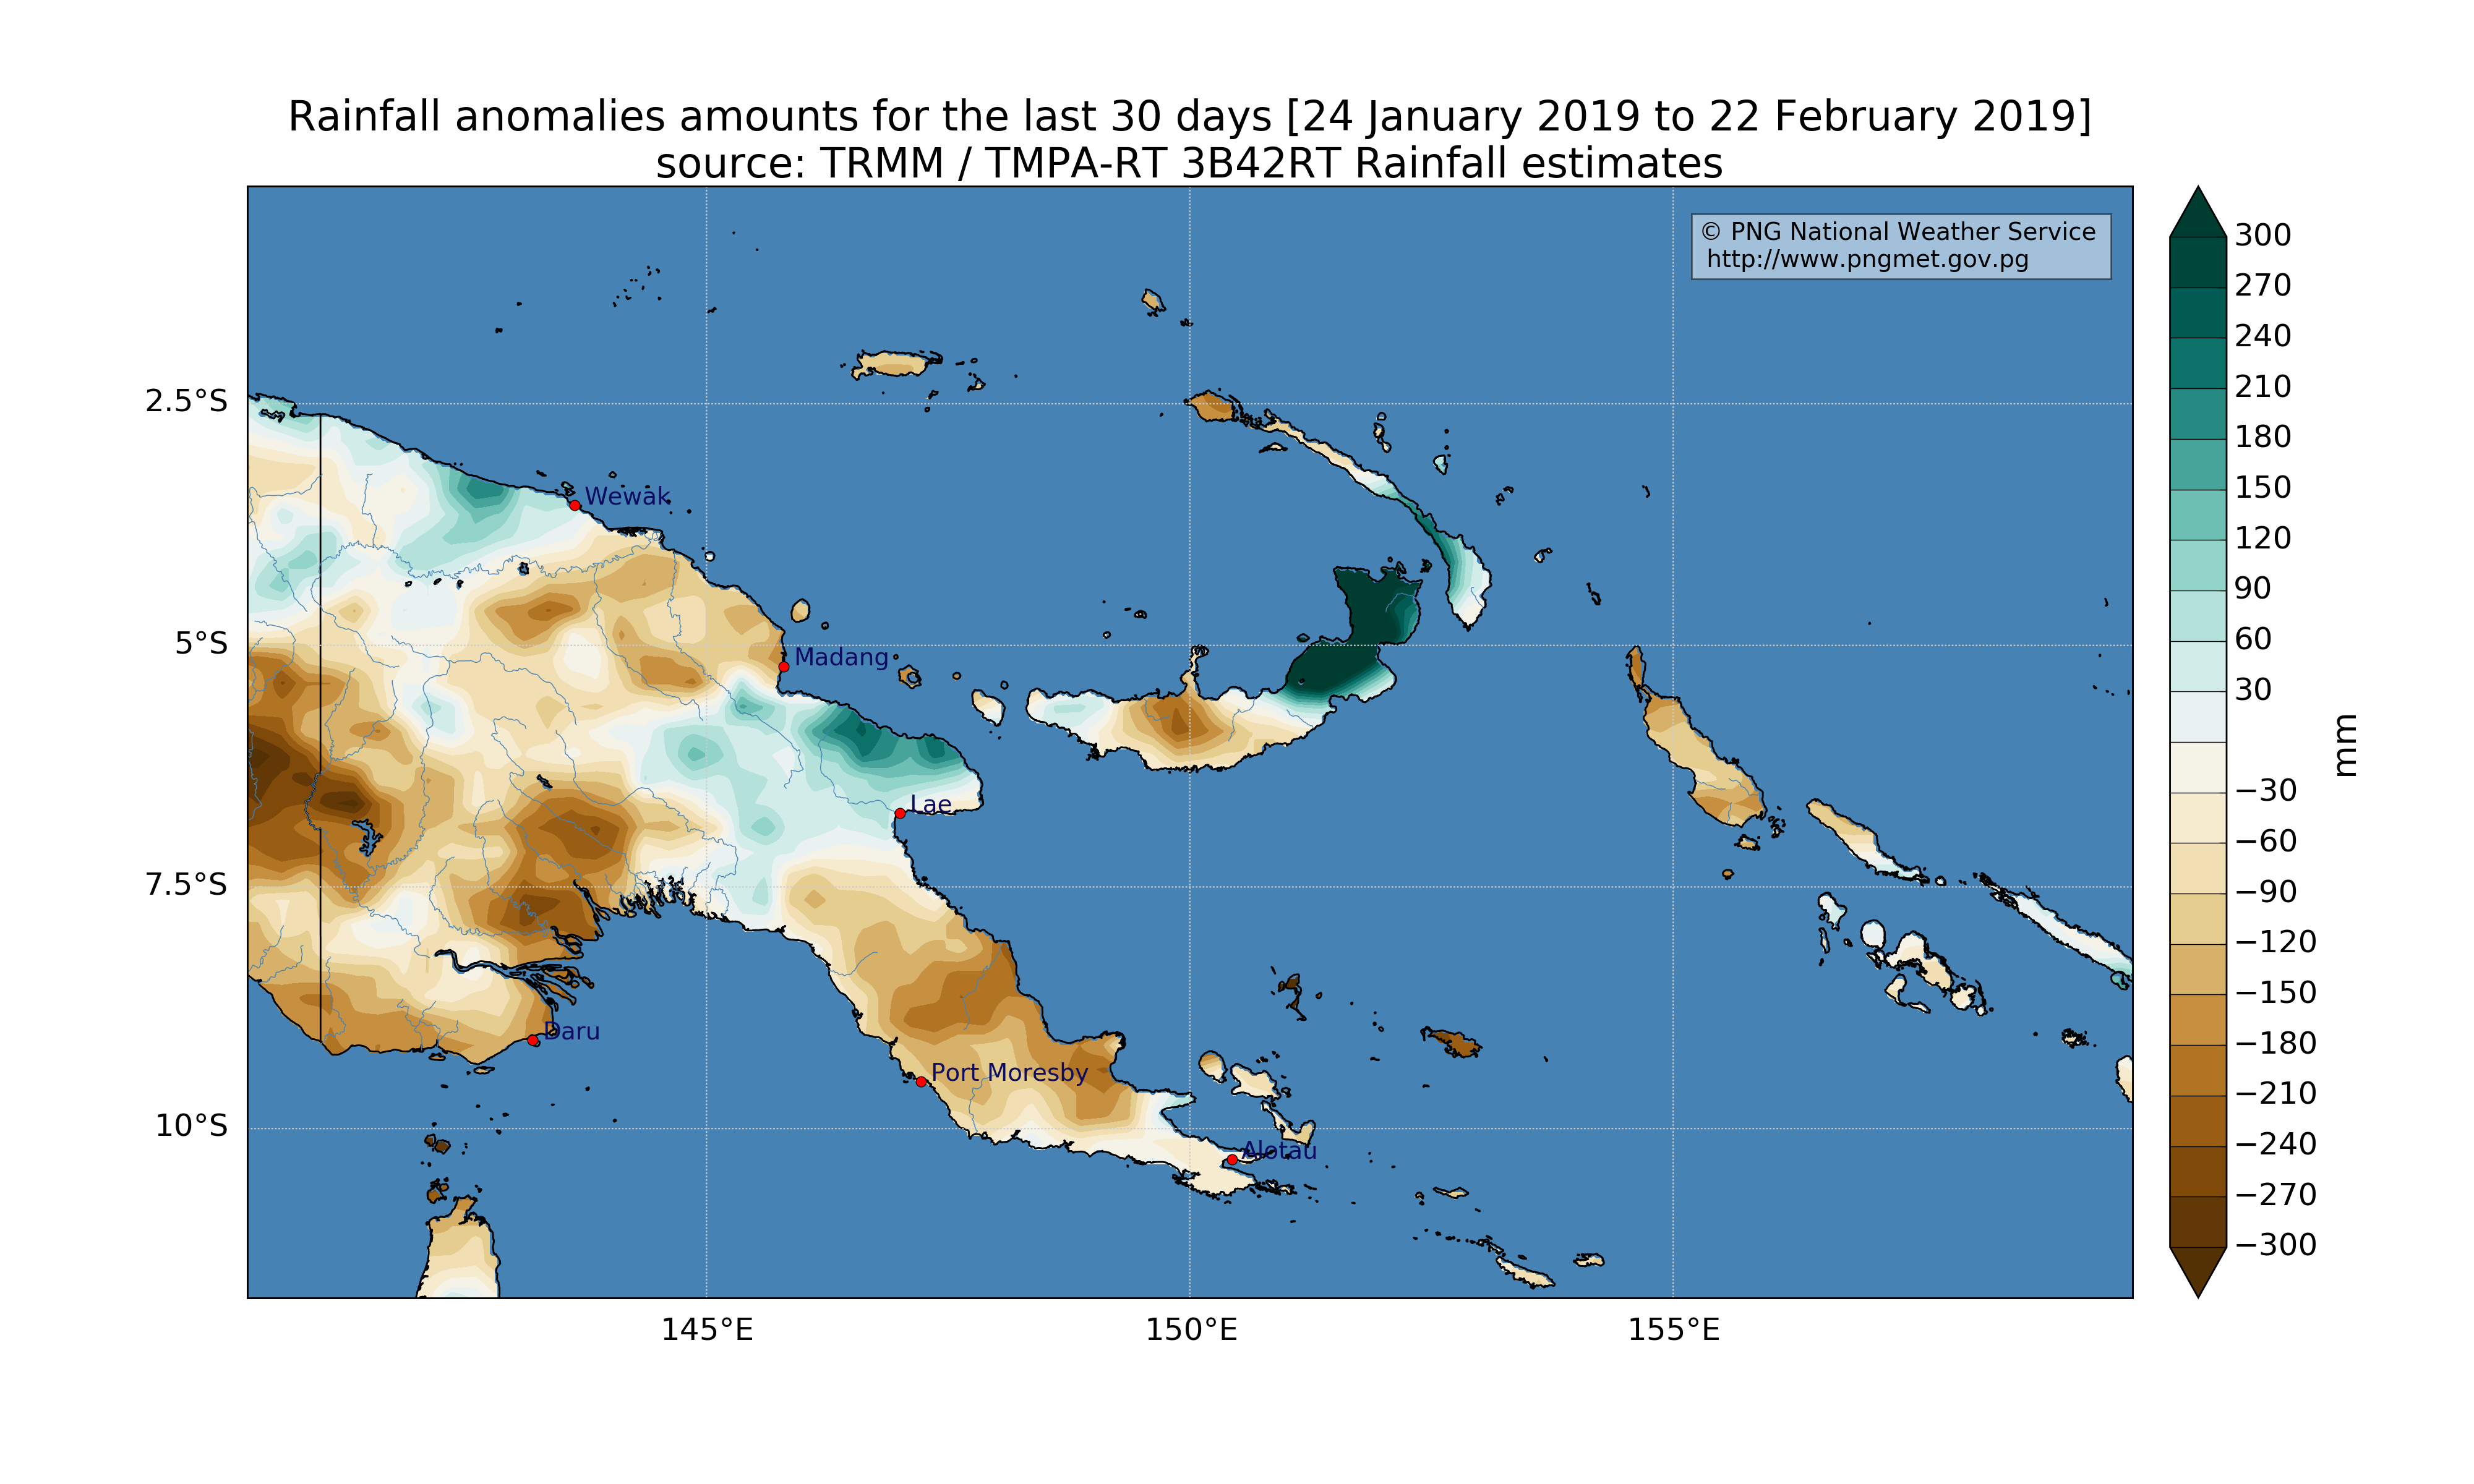 Rainfall anomalies amounts for the last 30 days [24 January 2019 to 22 February 2019]
source: TRMM / TMPA-RT 3B42RT Rainfall estimates
© PNG National Weather Service
http://www.pngmet.gov.pg
300
270
240
210
180
150
120
90
60
30
−30
−60
−90
−120
−150
−180
−210
−240
−270
−300
mm
2.5°S
5°S
7.5°S
10°S
Wewak
Madang
Lae
Daru
Port Moresby
Alotau
145°E
150°E
155°E